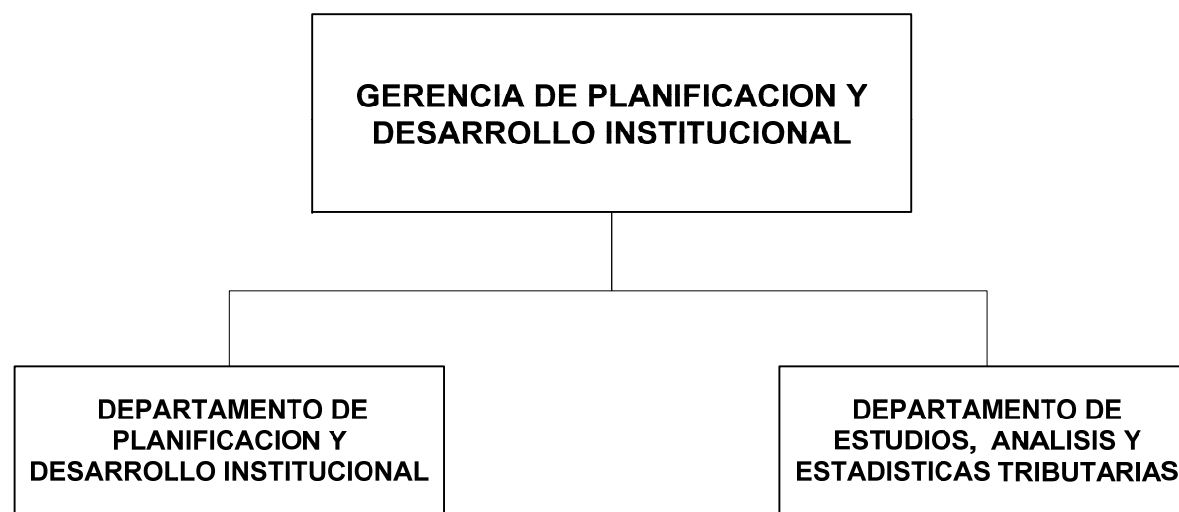 GERENCIA DE PLANIFICACION Y
DESARROLLO INSTITUCIONAL
DEPARTAMENTO DE
PLANIFICACION Y
DESARROLLO INSTITUCIONAL
DEPARTAMENTO DE
ESTUDIOS, ANALISIS Y
ESTADISTICAS TRIBUTARIAS